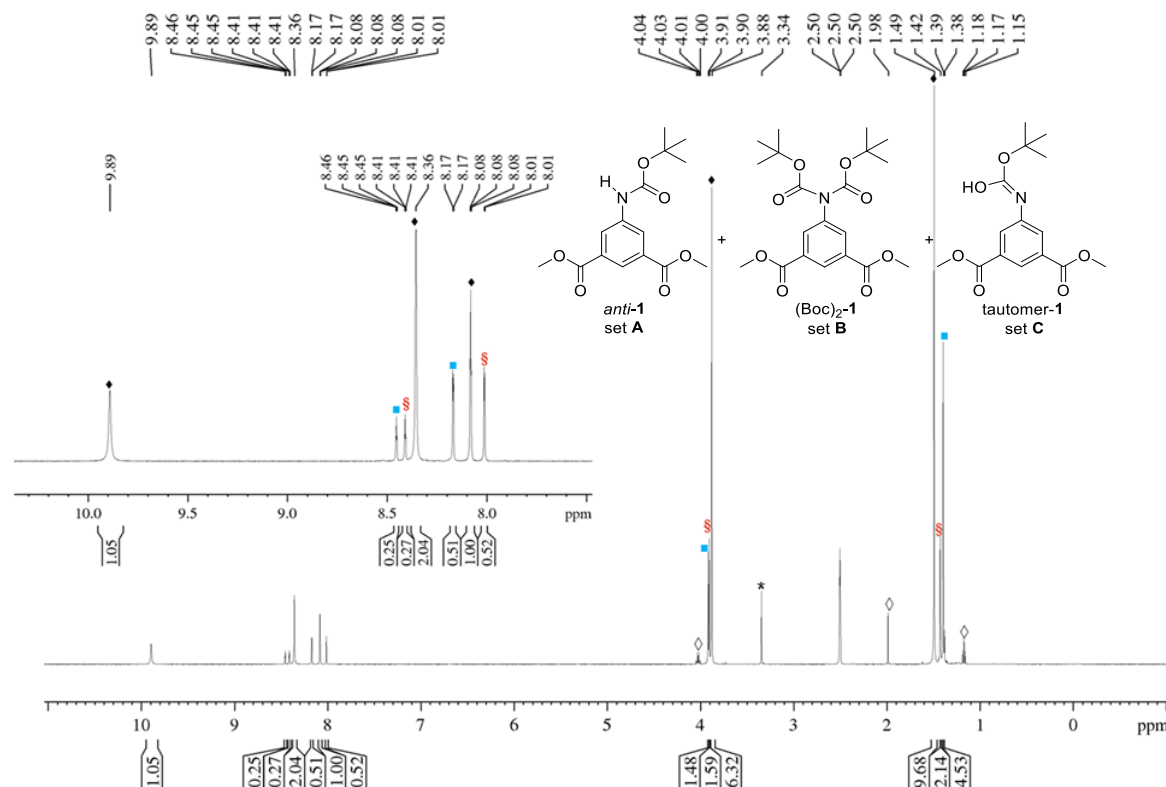 9.89 8.46 8.45 8.45 8.41 8.41 8.41 8.36 8.17 8.17 8.08 8.08 8.08 8.01 8.01
4.04 4.03 4.01 4.00 3.91 3.90 3.88 3.34 2.50 2.50 2.50 1.98 1.49 1.42 1.39 1.38 1.18 1.17 1.15
9.89
8.46 8.45 8.45 8.41 8.41 8.41 8.36 8.17 8.17 8.08 8.08 8.08 8.01 8.01
§
§
10.0 9.5 9.0 8.5 8.0 ppm
1.05 0.25 0.27 2.04 0.51 1.00 0.52
H
N
O
O
O
O
O
O
anti-1
set A
+
O
O
O
O
N
O
O
O
O
(Boc)₂-1
set B
+
O
HO
N
O
O
O
O
tautomer-1
set C
§
§
*
10 9 8 7 6 5 4 3 2 1 0 ppm
1.05 0.25 0.27 2.04 0.51 1.00 0.52 1.48 1.59 6.32 9.68 2.14 4.53